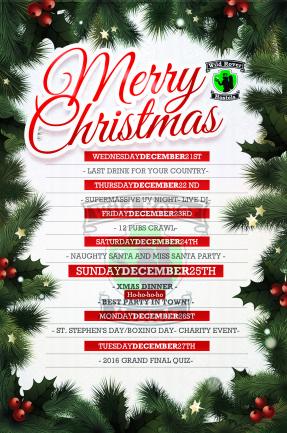 Merry
Christmas
Wild Rover
Hostels
WEDNESDAYDECEMBER21ST
- LAST DRINK FOR YOUR COUNTRY-
THURSDAYDECEMBER22 ND
- SUPERMASSIVE UV NIGHT- LIVE DJ-
FRIDAYDECEMBER23RD
- 12 PUBS CRAWL-
SATURDAYDECEMBER24TH
- NAUGHTY SANTA AND MISS SANTA PARTY -
SUNDAYDECEMBER25TH
- XMAS DINNER -
Ho-ho-ho-ho
- BEST PARTY IN TOWN! -
MONDAYDECEMBER26ST
- ST. STEPHEN'S DAY/BOXING DAY- CHARITY EVENT-
TUESDAYDECEMBER27TH
- 2016 GRAND FINAL QUIZ-